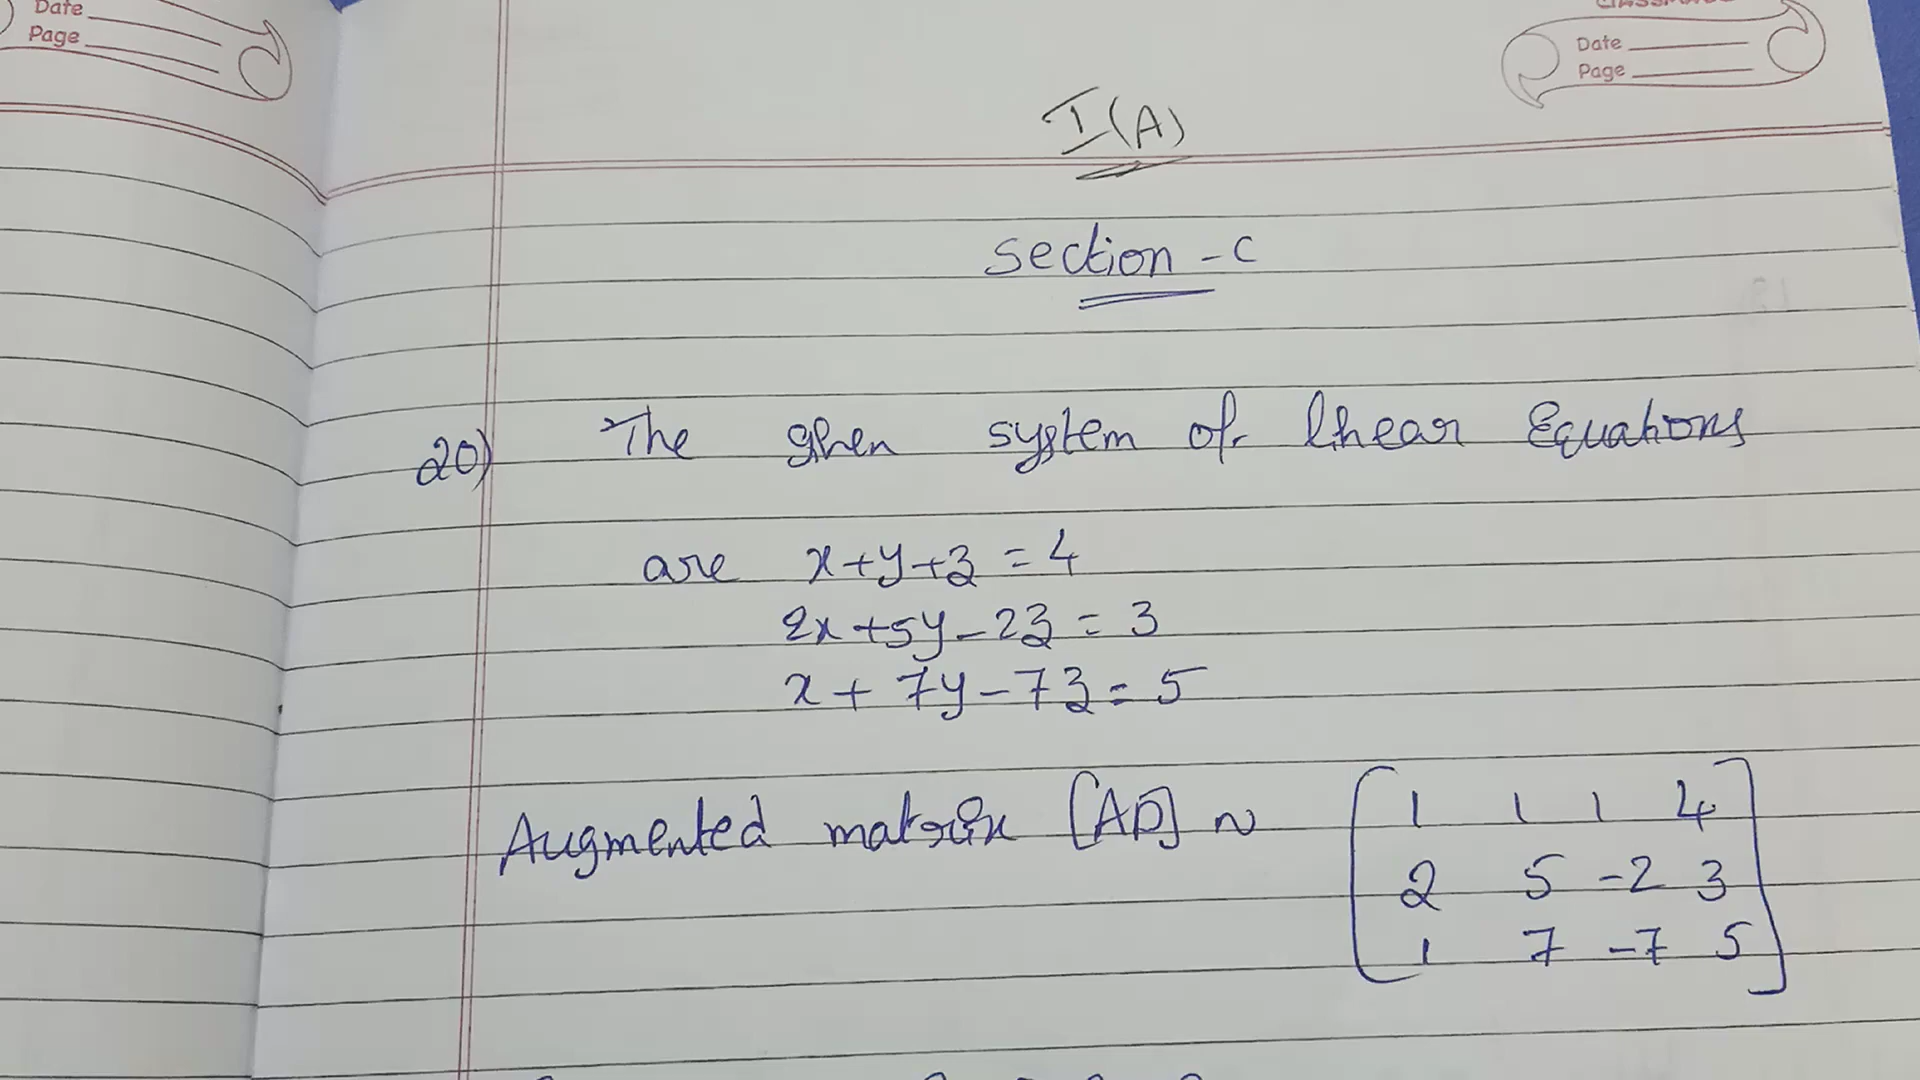 Date
Page
Date
Page
I(A)
Section - C
20) The given system of linear Equations
are x+y+z = 4
2x+5y-2z = 3
x + 7y-7z = 5
Augmented matrix [AD] ~ [1 1 1 4
2 5 -2 3
1 7 -7 5]